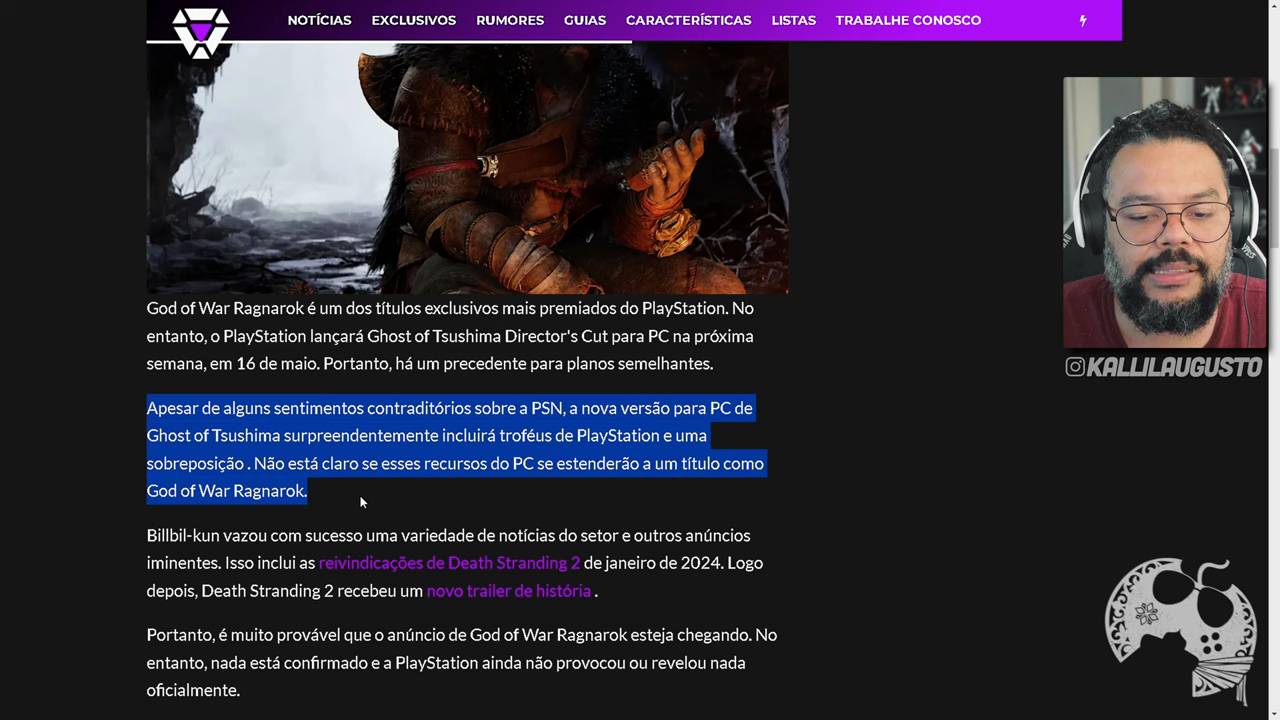 NOTÍCIAS EXCLUSIVOS RUMORES GUIAS CARACTERÍSTICAS LISTAS TRABALHE CONOSCO
God of War Ragnarok é um dos títulos exclusivos mais premiados do PlayStation. No
entanto, o PlayStation lançará Ghost of Tsushima Director's Cut para PC na próxima
semana, em 16 de maio. Portanto, há um precedente para planos semelhantes.
Apesar de alguns sentimentos contraditórios sobre a PSN, a nova versão para PC de
Ghost of Tsushima surpreendentemente incluirá troféus de PlayStation e uma
sobreposição . Não está claro se esses recursos do PC se estenderão a um título como
God of War Ragnarok.
Billbil-kun vazou com sucesso uma variedade de notícias do setor e outros anúncios
iminentes. Isso inclui as reivindicações de Death Stranding 2 de janeiro de 2024. Logo
depois, Death Stranding 2 recebeu um novo trailer de história .
Portanto, é muito provável que o anúncio de God of War Ragnarok esteja chegando. No
entanto, nada está confirmado e a PlayStation ainda não provocou ou revelou nada
oficialmente.
KALLILAUGUSTO